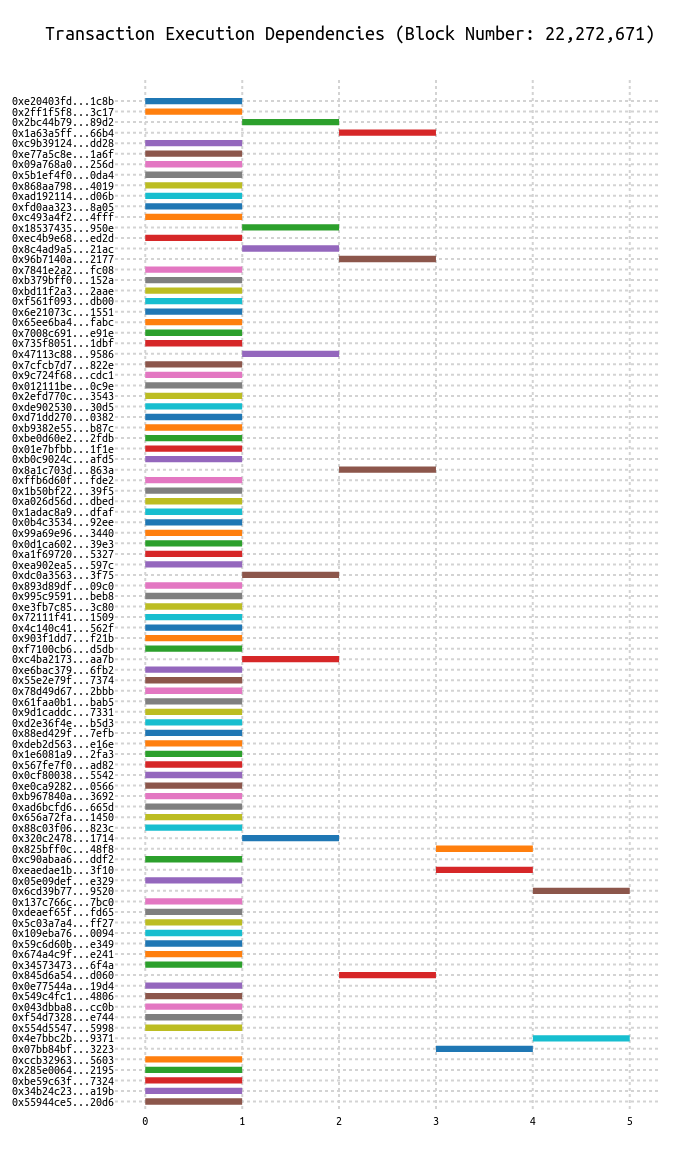 Transaction Execution Dependencies (Block Number: 22,272,671)
0xe20403fd...1c8b
0x2ff1f5f8...3c17
0x2bc44b79...89d2
0x1a63a5ff...66b4
0xc9b39124...dd28
0xe77a5c8e...1a6f
0x09a768a0...256d
0x5b1ef4f0...0da4
0x868aa798...4019
0xad192114...d06b
0xfd0aa323...8a05
0xc493a4f2...4fff
0x18537435...950e
0xec4b9e68...ed2d
0x8c4ad9a5...21ac
0x96b7140a...2177
0x7841e2a2...fc08
0xb379bff0...152a
0xbd11f2a3...2aae
0xf561f093...db00
0x6e21073c...1551
0x65ee6ba4...fabc
0x7008c691...e91e
0x735f8051...1dbf
0x47113c88...9586
0x7cfcb7d7...822e
0x9c724f68...cdc1
0x012111be...0c9e
0x2efd770c...3543
0xde902530...30d5
0xd71dd270...0382
0xb9382e55...b87c
0xbe0d60e2...2fdb
0x01e7bfbb...1f1e
0xb0c9024c...afd5
0x8a1c703d...863a
0xffb6d60f...fde2
0x1b50bf22...39f5
0xa026d56d...dbed
0x1adac8a9...dfaf
0x0b4c3534...92ee
0x99a69e96...3440
0x0d1ca602...39e3
0xa1f69720...5327
0xea902ea5...597c
0xdc0a3563...3f75
0x893d89df...09c0
0x995c9591...beb8
0xe3fb7c85...3c80
0x72111f41...1509
0x4c140c41...562f
0x903f1dd7...f21b
0xf7100cb6...d5db
0xc4ba2173...aa7b
0xe6bac379...6fb2
0x55e2e79f...7374
0x78d49d67...2bbb
0x61faa0b1...bab5
0x9d1caddc...7331
0xd2e36f4e...b5d3
0x88ed429f...7efb
0xdeb2d563...e16e
0x1e6081a9...2fa3
0x567fe7f0...ad82
0x0cf80038...5542
0xe0ca9282...0566
0xb967840a...3692
0xad6bcfd6...665d
0x656a72fa...1450
0x88c03f06...823c
0x320c2478...1714
0x825bff0c...48f8
0xc90abaa6...ddf2
0xeaedae1b...3f10
0x05e09def...e329
0x6cd39b77...9520
0x137c766c...7bc0
0xdeaef65f...fd65
0x5c03a7a4...ff27
0x109eba76...0094
0x59c6d60b...e349
0x674a4c9f...e241
0x34573473...6f4a
0x845d6a54...d060
0x0e77544a...19d4
0x549c4fc1...4806
0x043dbba8...cc0b
0xf54d7328...e744
0x554d5547...5998
0x4e7bbc2b...9371
0x07bb84bf...3223
0xccb32963...5603
0x285e0064...2195
0xbe59c63f...7324
0x34b24c23...a19b
0x55944ce5...20d6
0 1 2 3 4 5